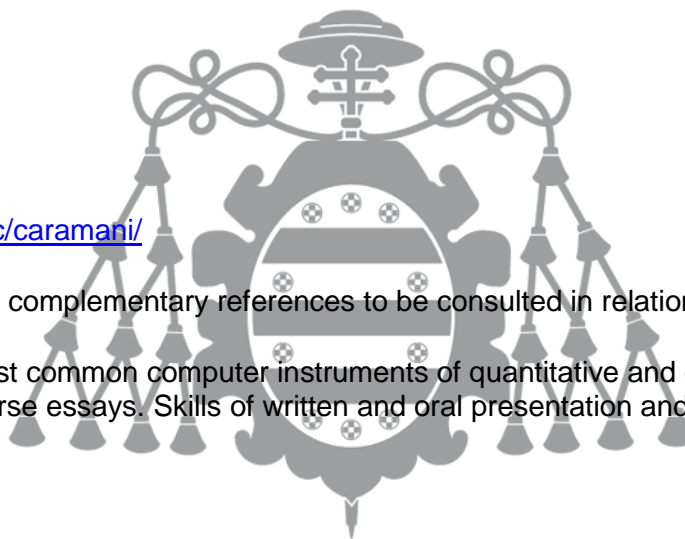 c/caramani/
complementary references to be consulted in relation
st common computer instruments of quantitative and
rse essays. Skills of written and oral presentation and